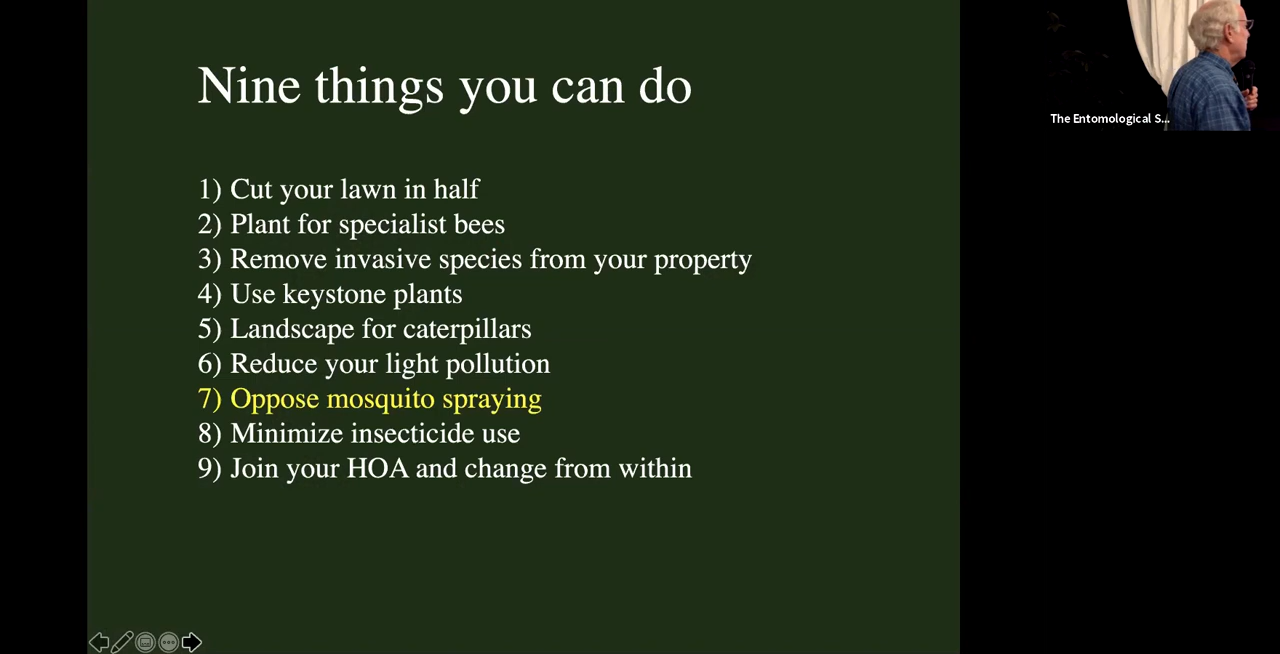 Nine things you can do
1) Cut your lawn in half
2) Plant for specialist bees
3) Remove invasive species from your property
4) Use keystone plants
5) Landscape for caterpillars
6) Reduce your light pollution
7) Oppose mosquito spraying
8) Minimize insecticide use
9) Join your HOA and change from within
The Entomological S...